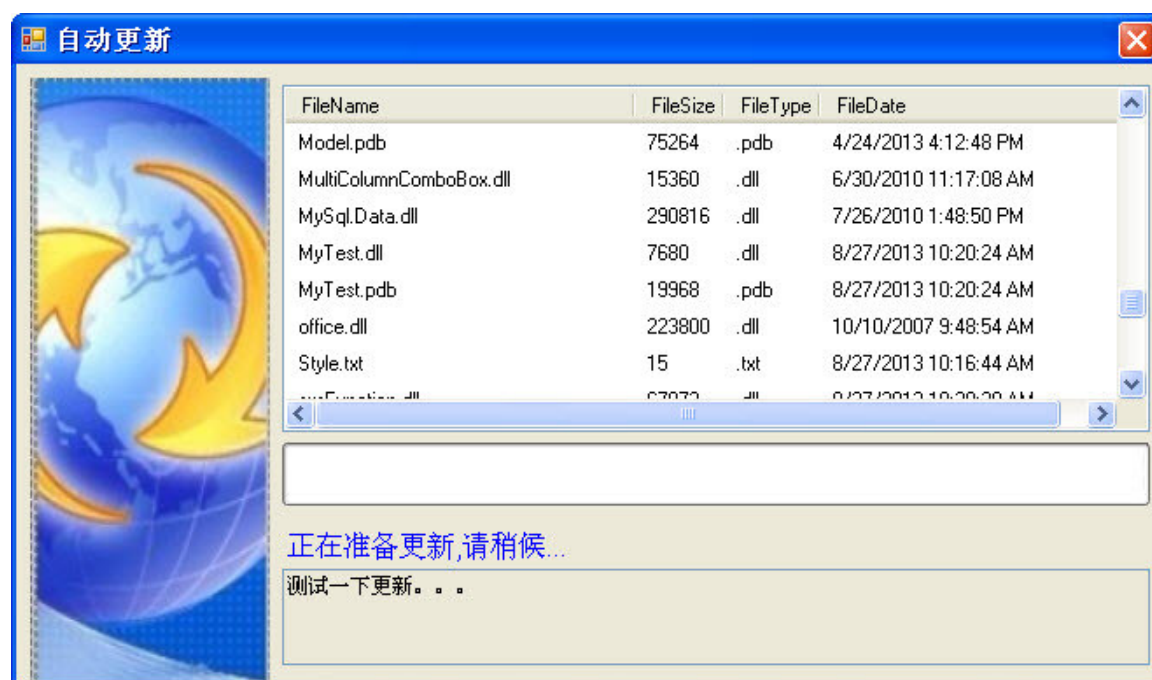 自动更新
FileName FileSize FileType FileDate
Model.pdb 75264 .pdb 4/24/2013 4:12:48 PM
MultiColumnComboBox.dll 15360 .dll 6/30/2010 11:17:08 AM
MySql.Data.dll 290816 .dll 7/26/2010 1:48:50 PM
MyTest.dll 7680 .dll 8/27/2013 10:20:24 AM
MyTest.pdb 19968 .pdb 8/27/2013 10:20:24 AM
office.dll 223800 .dll 10/10/2007 9:48:54 AM
Style.txt 15 .txt 8/27/2013 10:16:44 AM
正在准备更新,请稍候...
测试一下更新。。。